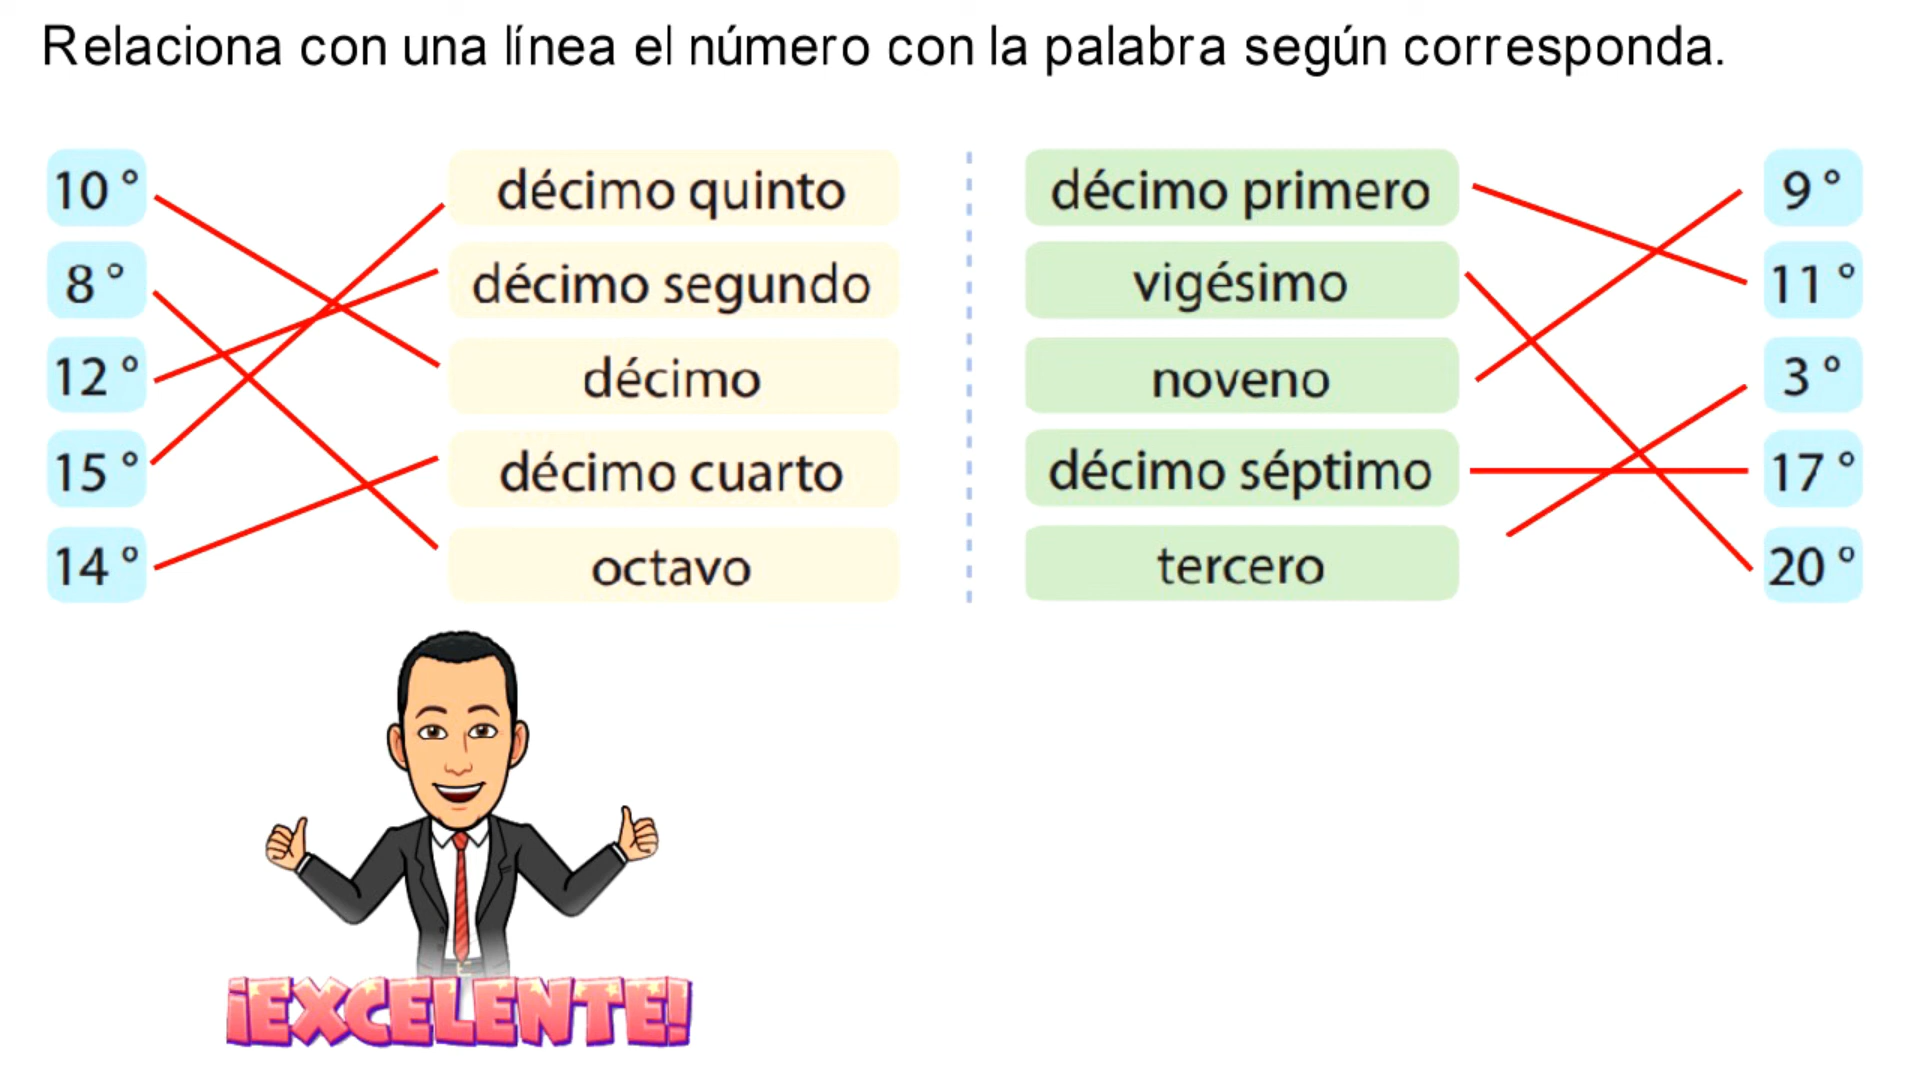 Relaciona con una línea el número con la palabra según corresponda.
10 º décimo quinto
8 º décimo segundo
12 º décimo
15 º décimo cuarto
14 º octavo
décimo primero 9 º
vigésimo 11 º
noveno 3 º
décimo séptimo 17 º
tercero 20 º
¡EXCELENTE!